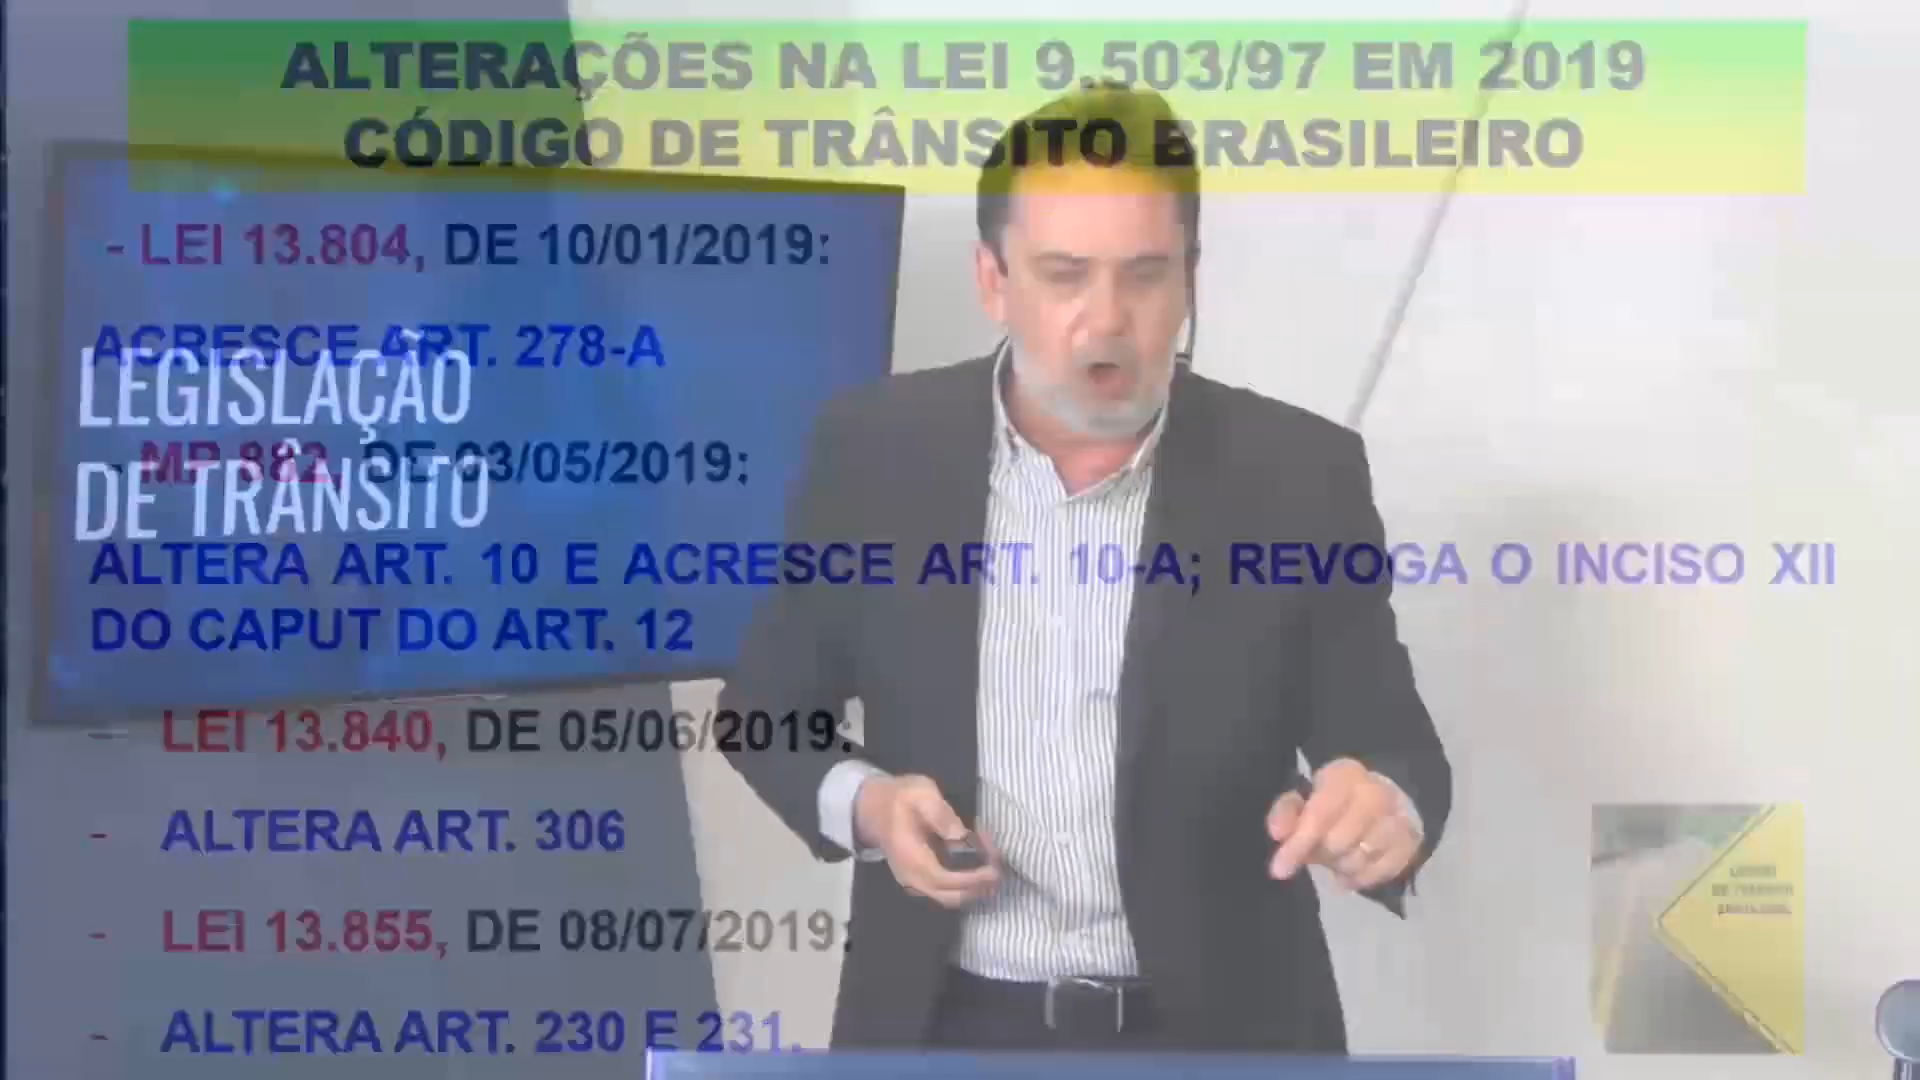 ALTERAÇÕES NA LEI 9.503/97 EM 2019
CÓDIGO DE TRÂNSITO BRASILEIRO
- LEI 13.804, DE 10/01/2019:
ACRESCE ART. 278-A
LEGISLAÇÃO
DE TRÂNSITO
- MP 882, DE 03/05/2019:
ALTERA ART. 10 E ACRESCE ART. 10-A; REVOGA O INCISO XII
DO CAPUT DO ART. 12
- LEI 13.840, DE 05/06/2019:
- ALTERA ART. 306
- LEI 13.855, DE 08/07/2019:
- ALTERA ART. 230 E 231.